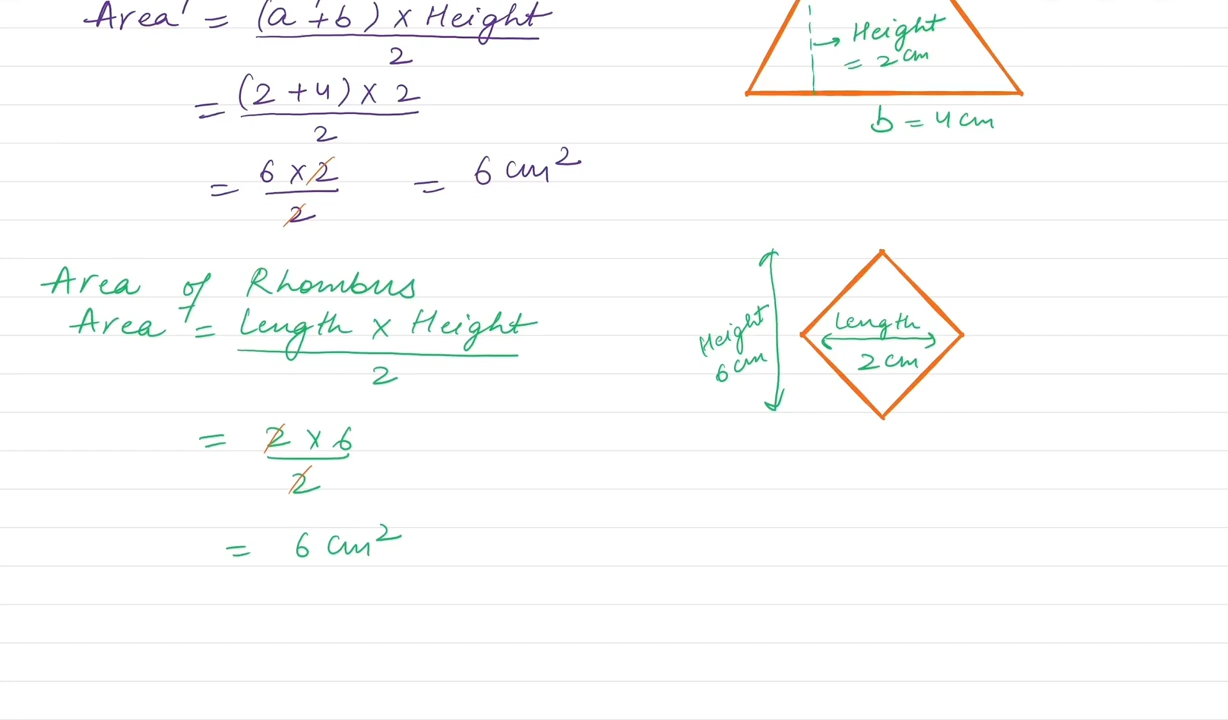 Area = (a + b) x Height
2
= (2 + 4) x 2
2
= 6 x 2
2
= 6 cm²
Height
= 2 cm
b = 4 cm
Area of Rhombus
Area = Length x Height
2
= 2 x 6
2
= 6 cm²
Height
6 cm
Length
2 cm